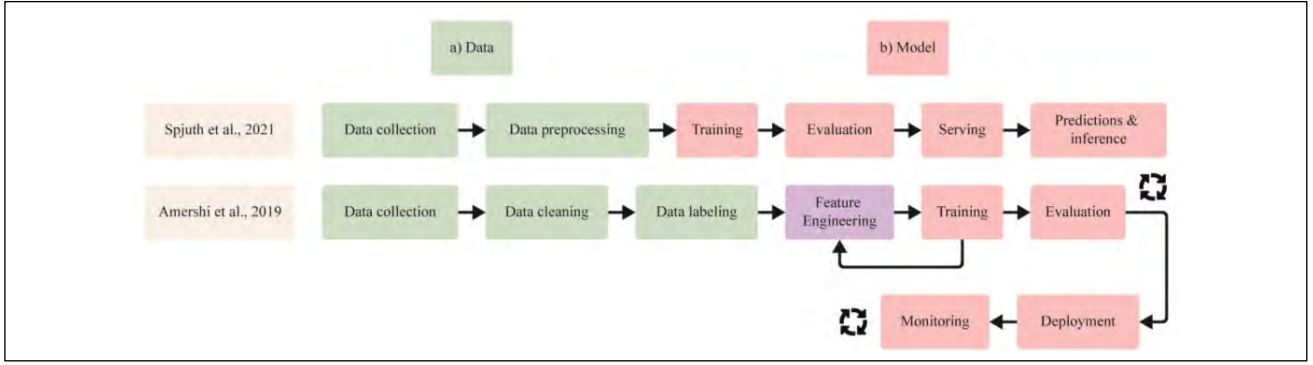 a) Data
b) Model
Spjuth et al., 2021
Data collection
Data preprocessing
Training
Evaluation
Serving
Predictions &
inference
Amershi et al., 2019
Data collection
Data cleaning
Data labeling
Feature
Engineering
Training
Evaluation
Monitoring
Deployment